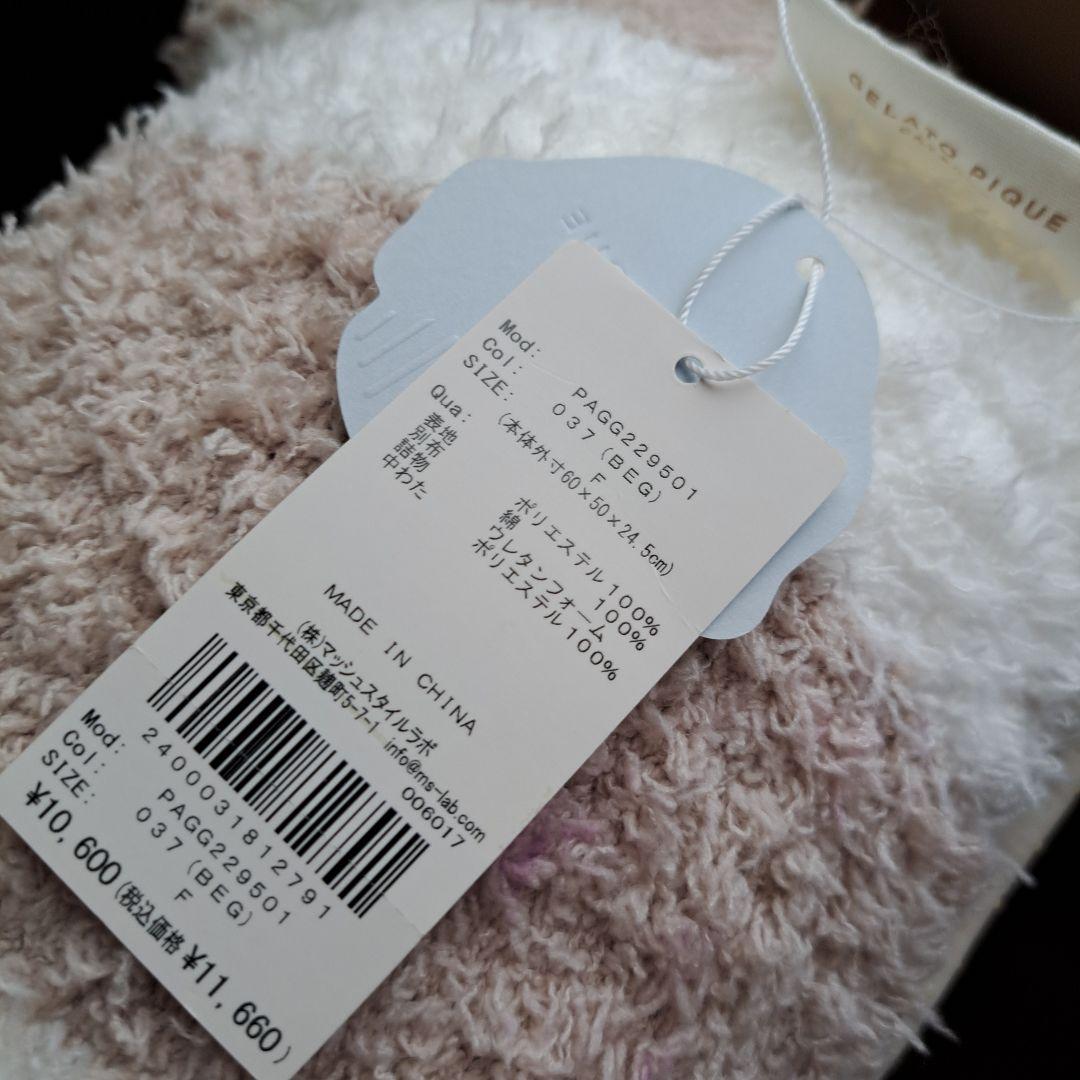 GELATO PIQUE
Mod: PAGG229501
Col: 037 (BEG)
SIZE: F
(本体外寸60×50×24.5cm)
Qua:
表地 ポリエステル100%
別布 綿 100%
詰物 ウレタンフォーム
中わた ポリエステル100%
MADE IN CHINA
(株)マッシュスタイルラボ
東京都千代田区麹町5-7-1 info@ms-lab.com
006017
2400031812791
Mod: PAGG229501
Col: 037 (BEG)
SIZE: F
¥10,600(税込価格¥11,660)